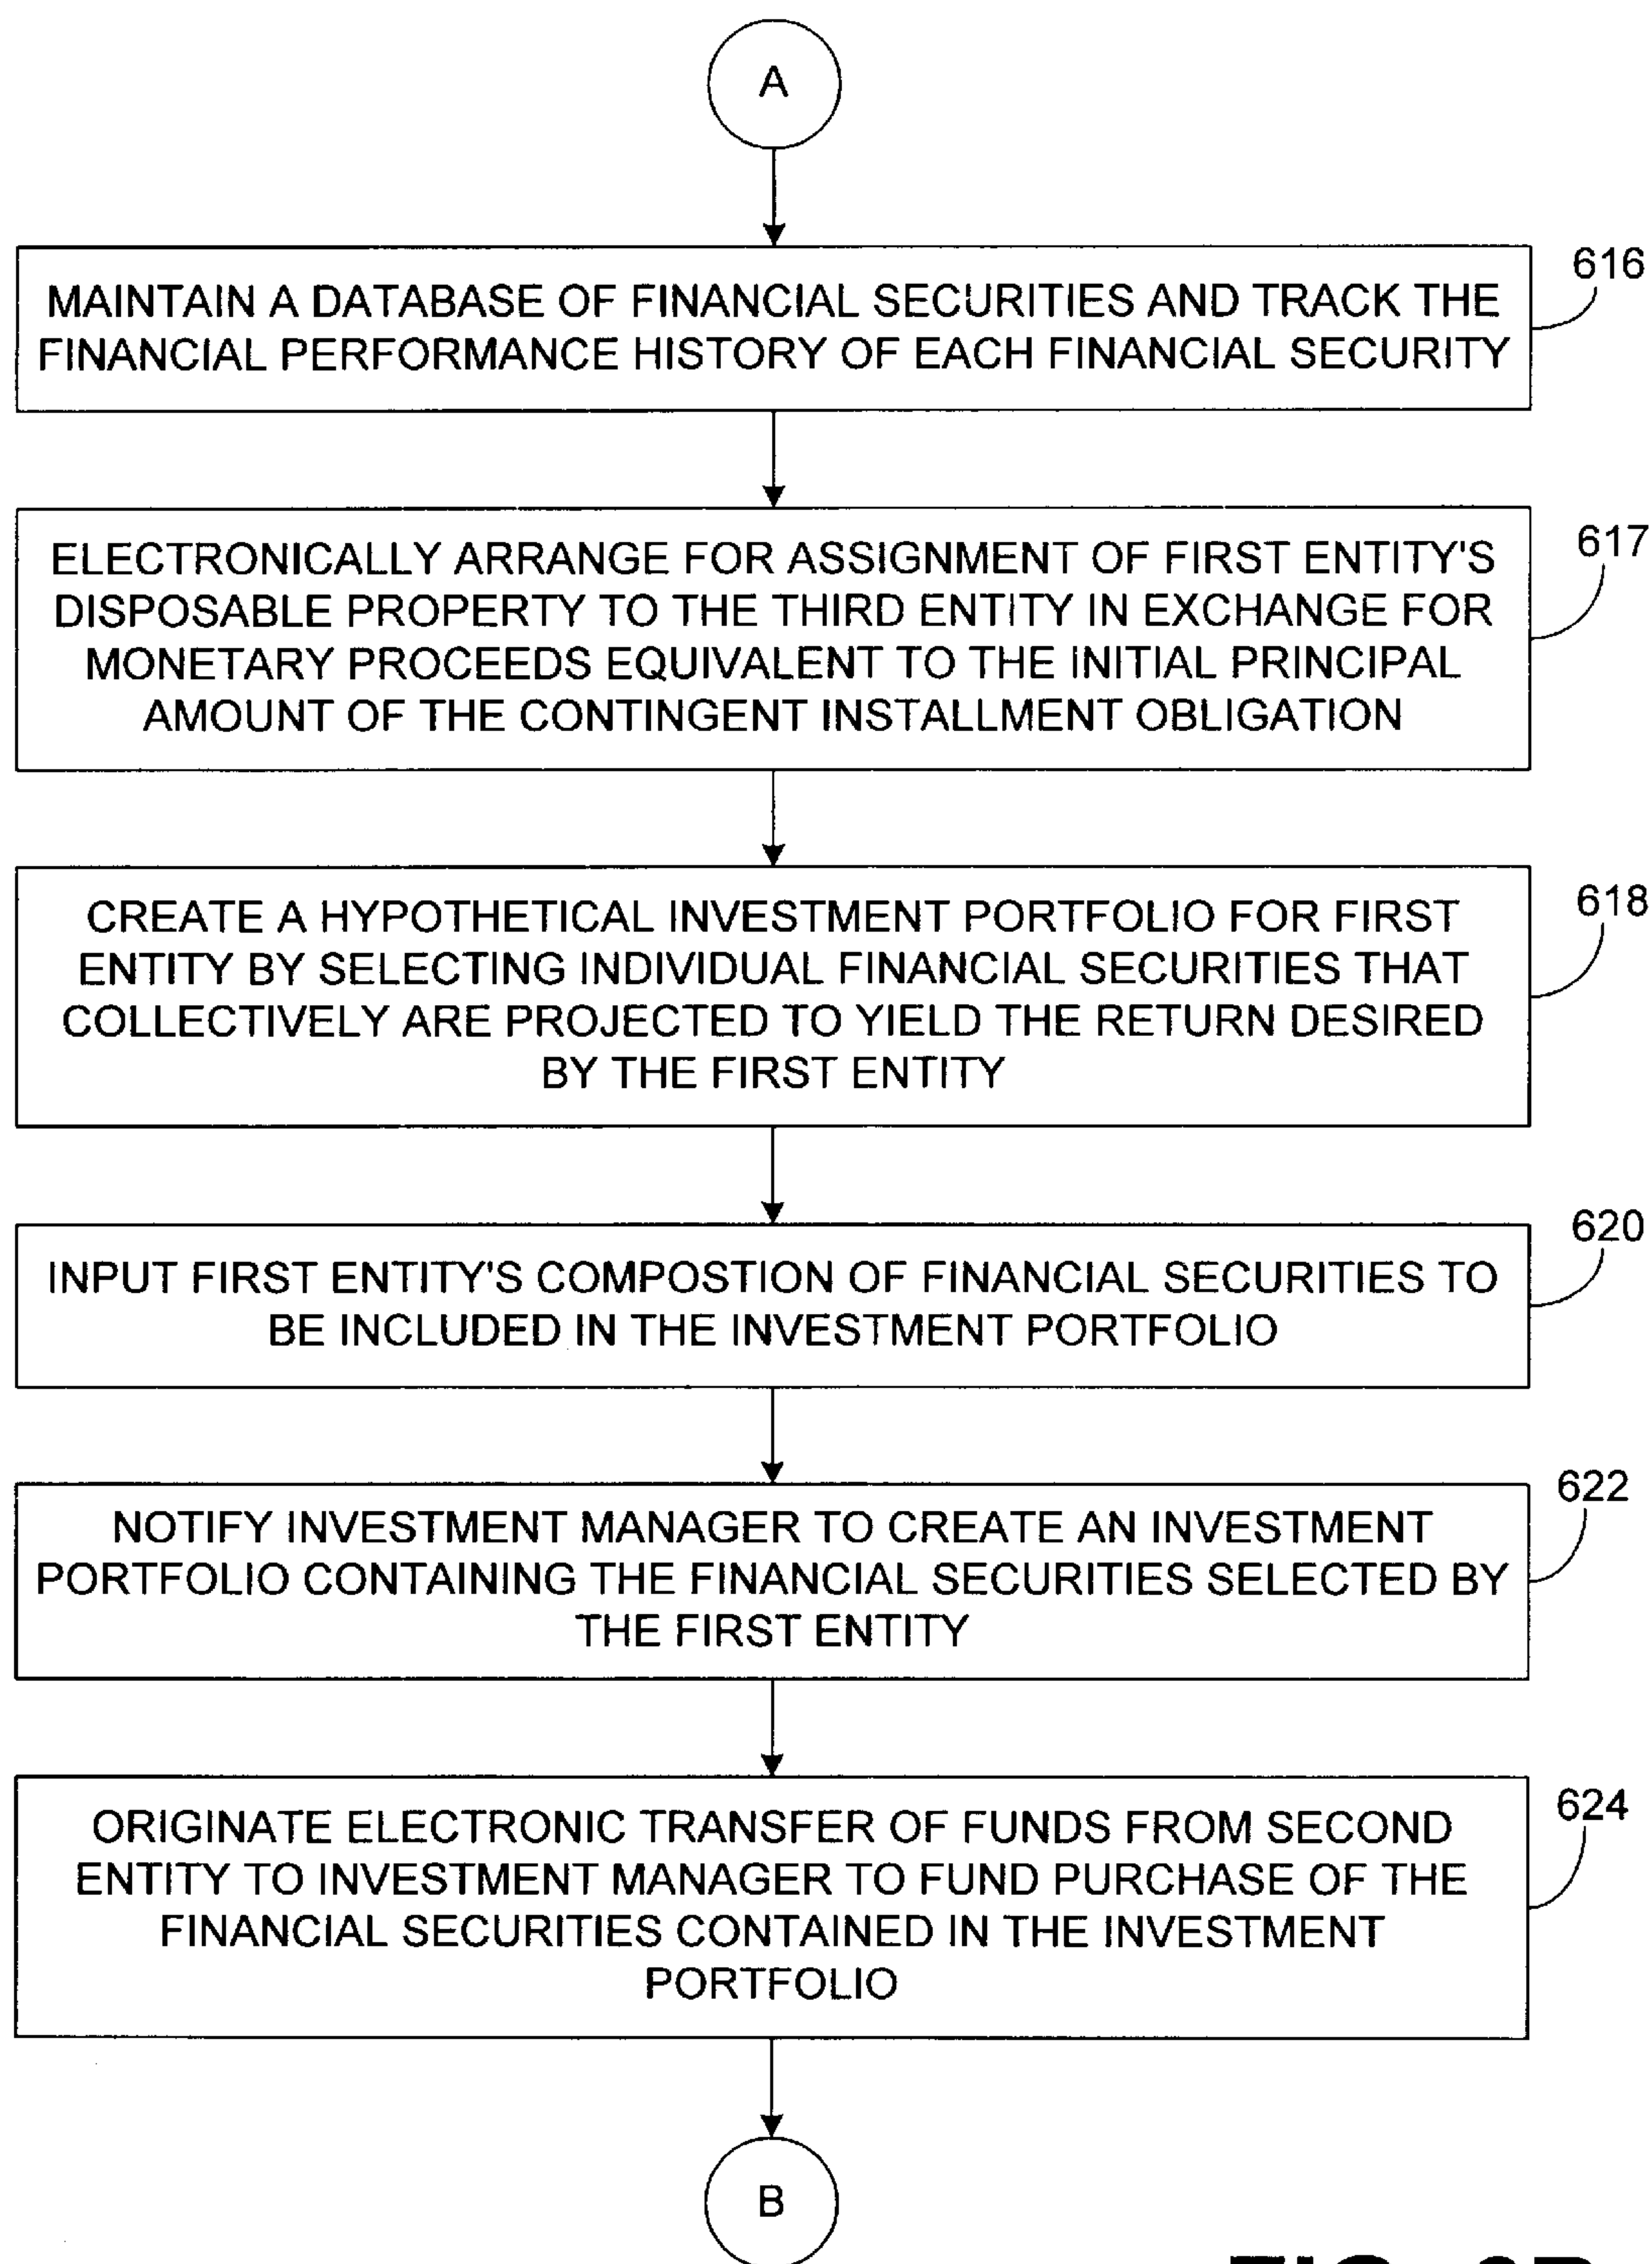 A
MAINTAIN A DATABASE OF FINANCIAL SECURITIES AND TRACK THE
FINANCIAL PERFORMANCE HISTORY OF EACH FINANCIAL SECURITY
616
ELECTRONICALLY ARRANGE FOR ASSIGNMENT OF FIRST ENTITY'S
DISPOSABLE PROPERTY TO THE THIRD ENTITY IN EXCHANGE FOR
MONETARY PROCEEDS EQUIVALENT TO THE INITIAL PRINCIPAL
AMOUNT OF THE CONTINGENT INSTALLMENT OBLIGATION
617
CREATE A HYPOTHETICAL INVESTMENT PORTFOLIO FOR FIRST
ENTITY BY SELECTING INDIVIDUAL FINANCIAL SECURITIES THAT
COLLECTIVELY ARE PROJECTED TO YIELD THE RETURN DESIRED
BY THE FIRST ENTITY
618
INPUT FIRST ENTITY'S COMPOSTION OF FINANCIAL SECURITIES TO
BE INCLUDED IN THE INVESTMENT PORTFOLIO
620
NOTIFY INVESTMENT MANAGER TO CREATE AN INVESTMENT
PORTFOLIO CONTAINING THE FINANCIAL SECURITIES SELECTED BY
THE FIRST ENTITY
622
ORIGINATE ELECTRONIC TRANSFER OF FUNDS FROM SECOND
ENTITY TO INVESTMENT MANAGER TO FUND PURCHASE OF THE
FINANCIAL SECURITIES CONTAINED IN THE INVESTMENT
PORTFOLIO
624
B